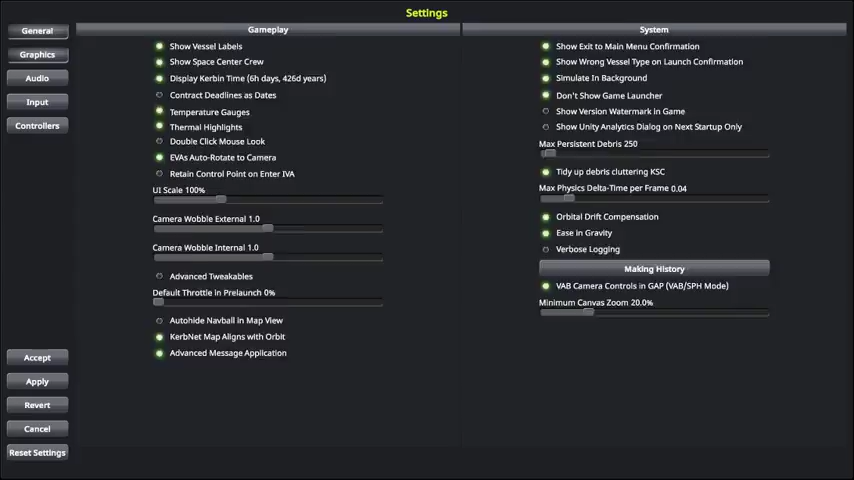 Settings
General
Graphics
Audio
Input
Controllers
Accept
Apply
Revert
Cancel
Reset Settings
Gameplay
Show Vessel Labels
Show Space Center Crew
Display Kerbin Time (6h days, 426d years)
Contract Deadlines as Dates
Temperature Gauges
Thermal Highlights
Double Click Mouse Look
EVAs Auto-Rotate to Camera
Retain Control Point on Enter IVA
UI Scale 100%
Camera Wobble External 1.0
Camera Wobble Internal 1.0
Advanced Tweakables
Default Throttle in Prelaunch 0%
Autohide Navball in Map View
KerbNet Map Aligns with Orbit
Advanced Message Application
System
Show Exit to Main Menu Confirmation
Show Wrong Vessel Type on Launch Confirmation
Simulate In Background
Don't Show Game Launcher
Show Version Watermark in Game
Show Unity Analytics Dialog on Next Startup Only
Max Persistent Debris 250
Tidy up debris cluttering KSC
Max Physics Delta-Time per Frame 0.04
Orbital Drift Compensation
Ease in Gravity
Verbose Logging
Making History
VAB Camera Controls in GAP (VAB/SPH Mode)
Minimum Canvas Zoom 20.0%